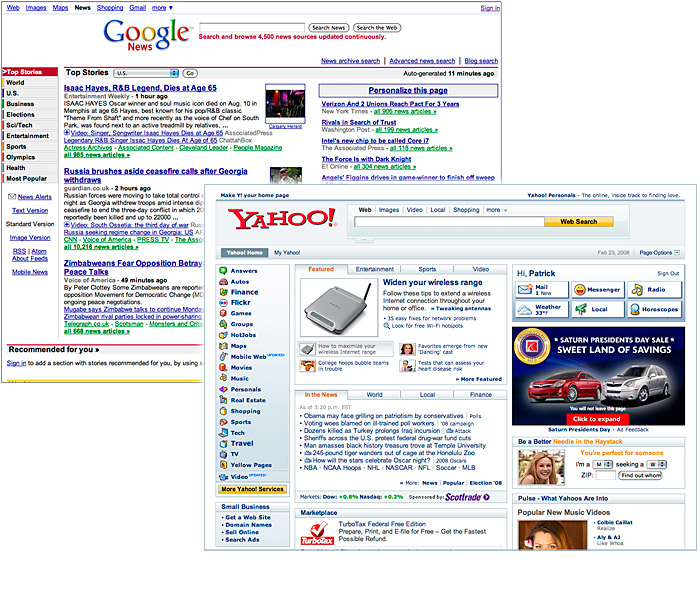 Web Images Maps News Shopping Gmail more ▼ Sign in
Google
News
Search News Search the Web
Search and browse 4,500 news sources updated continuously.
News archive search | Advanced news search | Blog search
>Top Stories
World
U.S.
Business
Elections
Sci/Tech
Entertainment
Sports
Olympics
Health
Most Popular
News Alerts
Text Version
Standard Version
Image Version
RSS | Atom
About Feeds
Mobile News
Top Stories U.S. Go Auto-generated 11 minutes ago
Isaac Hayes, R&B Legend, Dies at Age 65
Entertainment Weekly - 1 hour ago
ISAAC HAYES Oscar winner and soul music icon died on Aug. 10 in
Memphis at age 65 Hayes, best known for his pop/R&B classic
"Theme From Shaft" and more recently as the voice of Chef on South
Park, was found next to an active treadmill by relatives, ...
Video: Singer, Songwriter Isaac Hayes Dies at Age 65 AssociatedPress
Legendary R&B Singer Isaac Hayes Dies At Age of 65 ChattahBox
Actress Archives - Associated Content - Cleveland Leader - People Magazine
all 985 news articles »
Calgary Herald
Russia brushes aside ceasefire calls after Georgia
withdraws
guardian.co.uk - 2 hours ago
Russian forces were moving to take total control
night as Georgia withdrew troops amid intense di
ceasefire to end the three-day conflict in which 20
reportedly been killed and up to 22000 ...
Video: South Ossetia: the third day of war
Russia seeking regime change in Georgia: US
CNN - Voice of America - PRESS TV - The Asso
all 10,216 news articles »
Zimbabweans Fear Opposition Betray
Peace Talks
Voice of America - 49 minutes ago
By Peter Clottey Some Zimbabweans are reporte
opposition Movement for Democratic Change (MD
ongoing peace negotiations.
Mugabe says Zimbabwe talks to continue Monda
Zimbabwean rival parties locked in power-sharing
Telegraph.co.uk - Scotsman - Monsters and Criti
all 658 news articles »
Recommended for you »
Sign in to add a section with stories recommended for you, by using
Personalize this page
Verizon And 2 Unions Reach Pact For 3 Years
New York Times - all 906 news articles »
Rivals in Search of Trust
Washington Post - all 199 news articles »
Intel's new chip to be called Core i7
The Associated Press - all 118 news articles »
The Force Is with Dark Knight
E! Online - all 304 news articles »
Angels' Figgins drives in game-winner to finish off sweep
Make Y! your home page
Yahoo! Personals - The online, inside track to finding love.
YAHOO!
Web Images Video Local Shopping more
Web Search
Yahoo! Home My Yahoo!
Feb 23, 2008 Page Options
Answers
Autos
Finance
Flickr
Games
Groups
HotJobs
Maps
Mobile Web UPDATED!
Movies
Music
Personals
Real Estate
Shopping
Sports
Tech
Travel
TV
Yellow Pages
Video UPDATED!
More Yahoo! Services
Small Business
Get a Web Site
Domain Names
Sell Online
Search Ads
Featured Entertainment Sports Video
Widen your wireless range
Follow these tips to extend a wireless
Internet connection throughout your
home or office. » Tweaking antennas
• 35 easy fixes for network problems
Look for free Wi-Fi hotspots
How to maximize your
wireless Internet range
Favorites emerge from new
'Dancing' cast
College hoops bubble teams
in trouble
Tests that can assess your
heart disease risk
» More Featured
In the News World Local Finance
As of 3:20 p.m. EST
• Obama may face grilling on patriotism by conservatives Polls
• Voting woes blamed on ill-trained poll workers '08 campaign
• Dozens killed as Turkey prolongs Iraq incursion Attack
• Sheriffs across the U.S. protest federal drug-war fund cuts
• Man amasses black history treasure trove at Temple University
• 245-pound tiger wanders out of cage at the Honolulu Zoo
• How will the stars celebrate Oscar night? 2008 Oscars
• NBA · NCAA Hoops · NHL · NASCAR · NFL · Soccer · MLB
» More: News | Popular | Election '08
Markets: Dow: +0.8% Nasdaq: +0.2% Sponsored by: Scottrade
Marketplace
TurboTax
TurboTax Federal Free Edition
Prepare, Print, and E-file for Free – Get the Fastest
Possible Refund.
Hi, Patrick Sign Out
Mail
1 New
Messenger
Radio
Weather
33°F
Local
Horoscopes
SATURN PRESIDENTS DAY SALE
SWEET LAND OF SAVINGS
You will not leave this page
Click to expand
Saturn Presidents Day - Ad Feedback
Be a Better Needle in the Haystack
You're perfect for someone
I'm a M seeking a W
ZIP: Find out whom
Pulse - What Yahoos Are Into
Popular New Music Videos
• Colbie Caillat
Realize
• Aly & AJ
Like Whoa